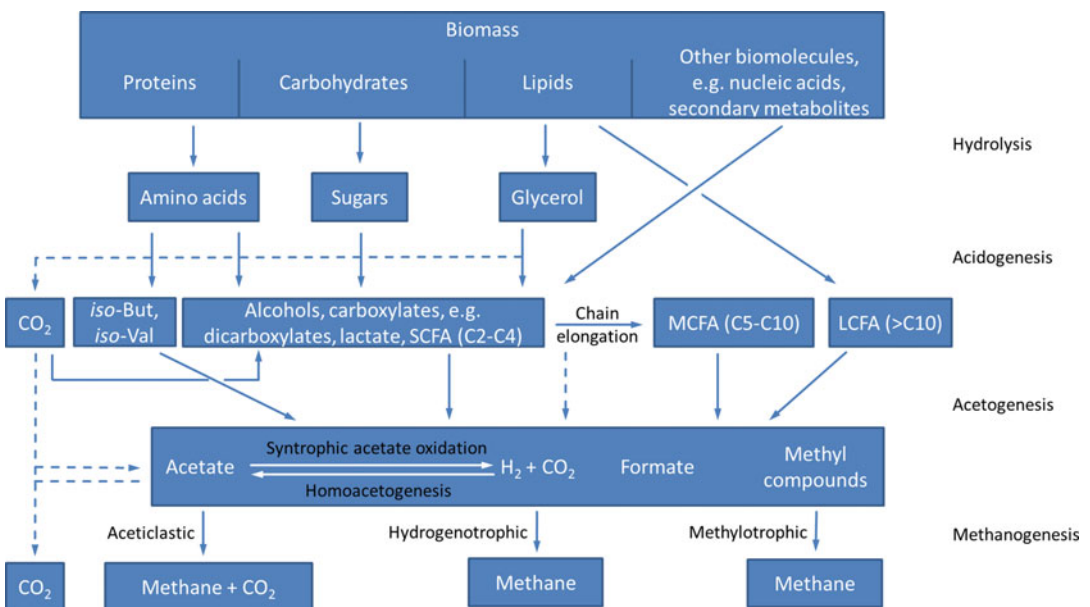 Biomass
Proteins
Carbohydrates
Lipids
Other biomolecules,
e.g. nucleic acids,
secondary metabolites
Hydrolysis
Amino acids
Sugars
Glycerol
Acidogenesis
CO₂
iso-But,
iso-Val
Alcohols, carboxylates, e.g.
dicarboxylates, lactate, SCFA (C2-C4)
Chain
elongation
MCFA (C5-C10)
LCFA (>C10)
Acetogenesis
Acetate
Syntrophic acetate oxidation
Homoacetogenesis
H₂ + CO₂
Formate
Methyl
compounds
Aceticlastic
Hydrogenotrophic
Methylotrophic
Methanogenesis
CO₂
Methane + CO₂
Methane
Methane